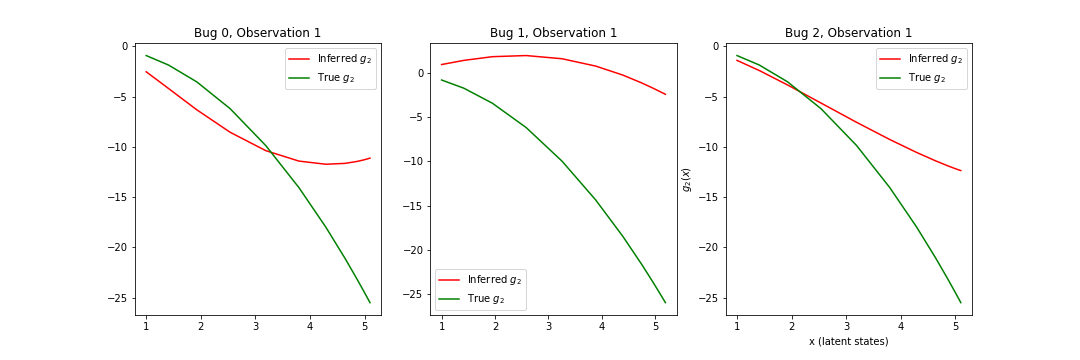 Bug 0, Observation 1
0
−5
−10
−15
−20
−25
1 2 3 4 5
Inferred g₂
True g₂
Bug 1, Observation 1
0
−5
−10
−15
−20
−25
1 2 3 4 5
Inferred g₂
True g₂
Bug 2, Observation 1
g₂(x)
0
−5
−10
−15
−20
−25
1 2 3 4 5
x (latent states)
Inferred g₂
True g₂